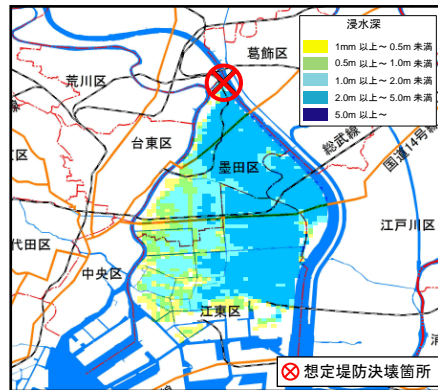 浸水深
1mm 以上~ 0.5m 未満
0.5m 以上~ 1.0m 未満
1.0m 以上~ 2.0m 未満
2.0m 以上~ 5.0m 未満
5.0m 以上~
葛飾区
荒川区
台東区
総武線
国道14号線
墨田区
江戸川区
代田区
中央区
江東区
想定堤防決壊箇所